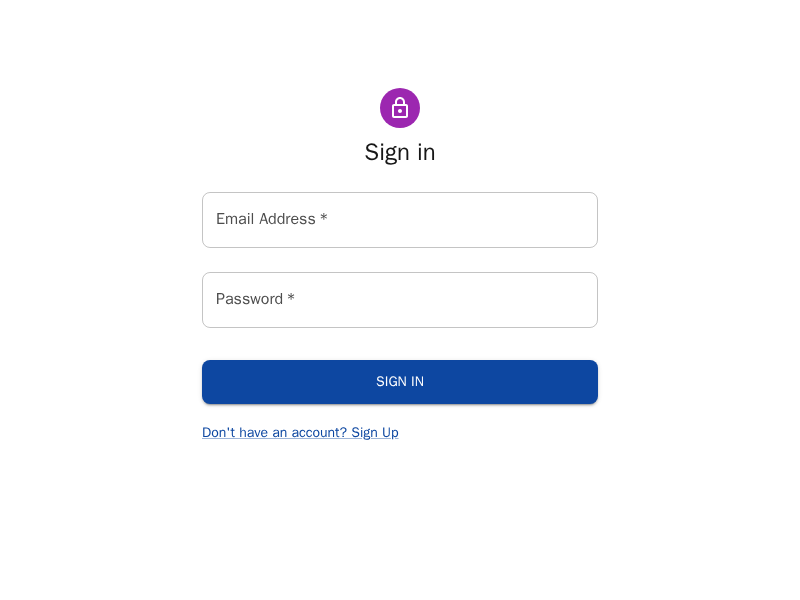 Sign in
Email Address *
Password *
SIGN IN
Don't have an account? Sign Up